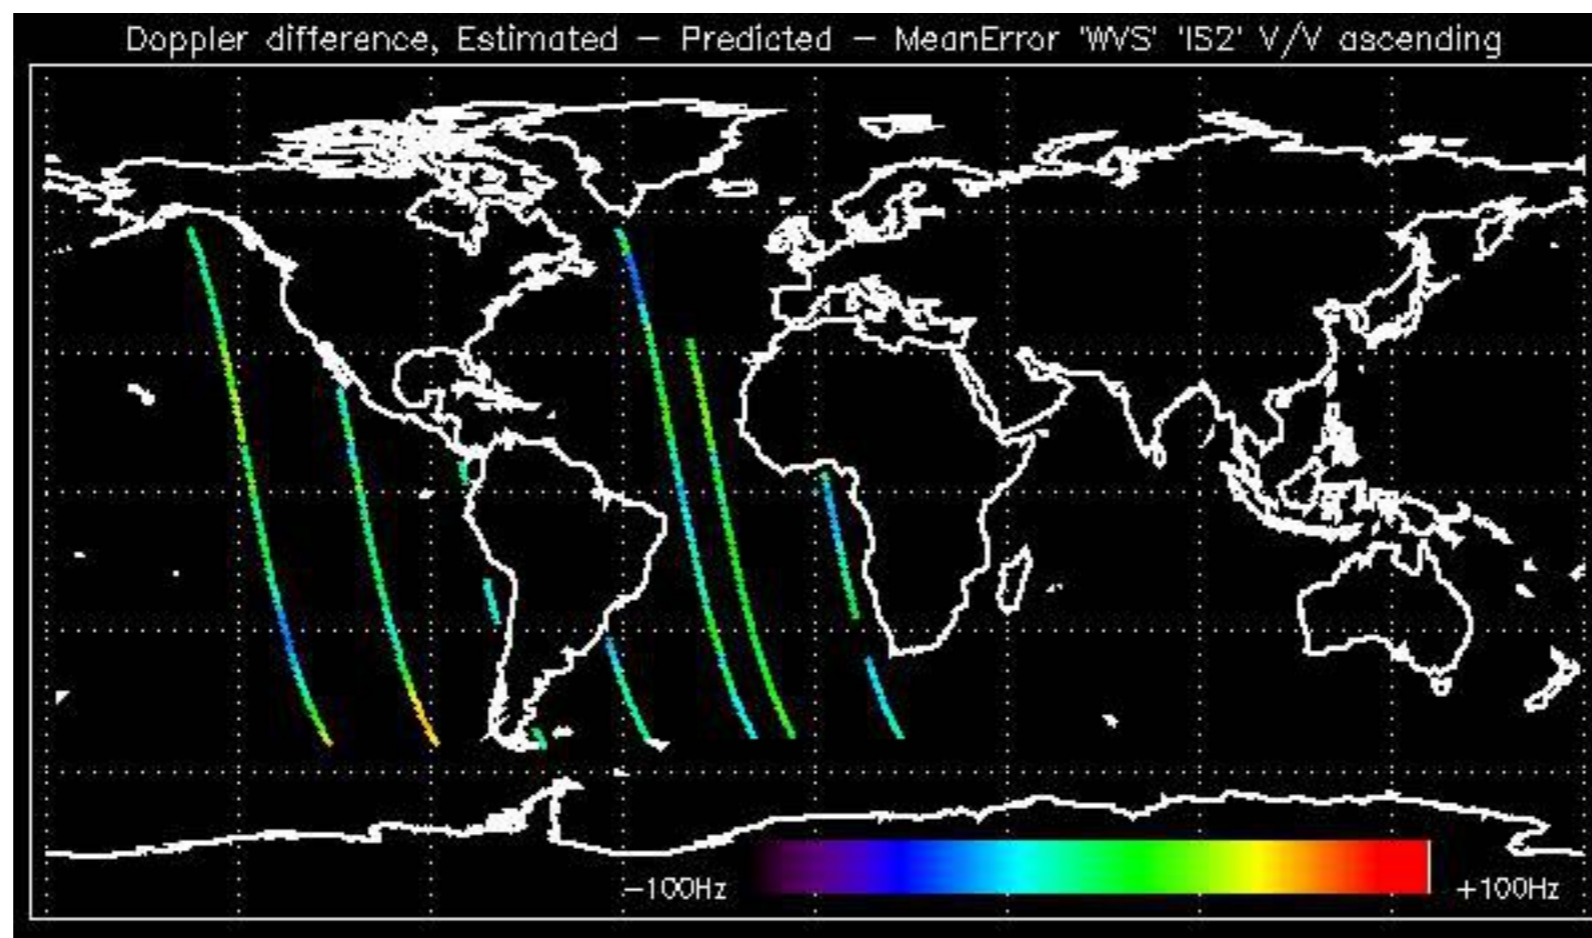 Doppler difference, Estimated – Predicted – MeanError 'WVS' 'IS2' V/V ascending
−100Hz
+100Hz